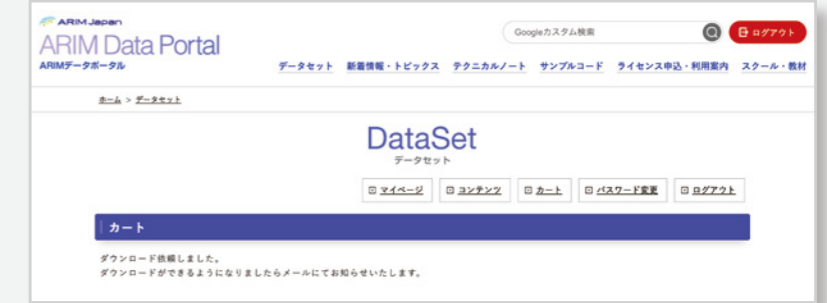 ARIM Japan
ARIM Data Portal
ARIMデータポータル
Googleカスタム検索
ログアウト
データセット 新着情報・トピックス テクニカルノート サンプルコード ライセンス申込・利用案内 スクール・教材
ホーム > データセット
DataSet
データセット
マイページ コンテンツ カート パスワード変更 ログアウト
カート
ダウンロード依頼しました。
ダウンロードができるようになりましたらメールにてお知らせいたします。